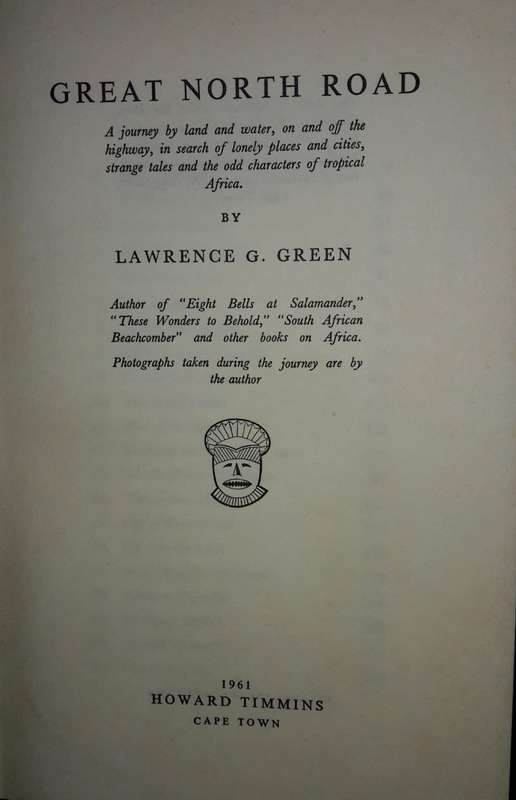 GREAT NORTH ROAD
A journey by land and water, on and off the
highway, in search of lonely places and cities,
strange tales and the odd characters of tropical
Africa.
BY
LAWRENCE G. GREEN
Author of "Eight Bells at Salamander,"
"These Wonders to Behold," "South African
Beachcomber" and other books on Africa.
Photographs taken during the journey are by
the author
1961
HOWARD TIMMINS
CAPE TOWN